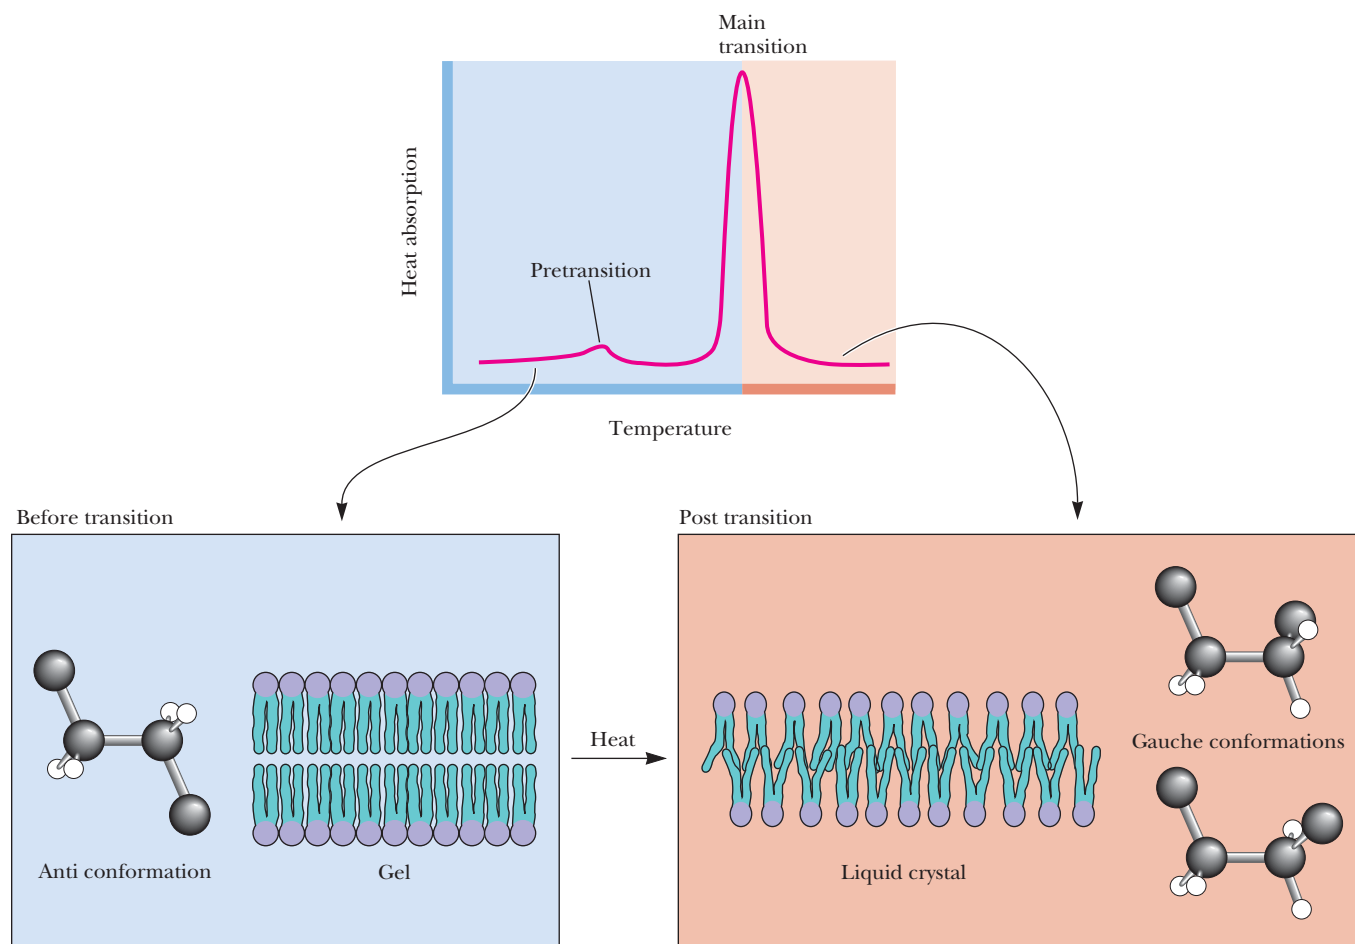 Main
transition
Heat absorption
Pretransition
Temperature
Before transition
Post transition
Heat
Gauche conformations
Anti conformation
Gel
Liquid crystal